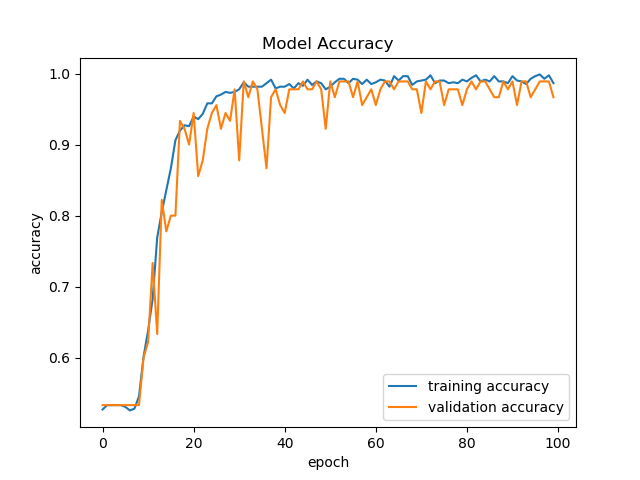 Model Accuracy
1.0
0.9
0.8
0.7
0.6
accuracy
0 20 40 60 80 100
epoch
training accuracy
validation accuracy